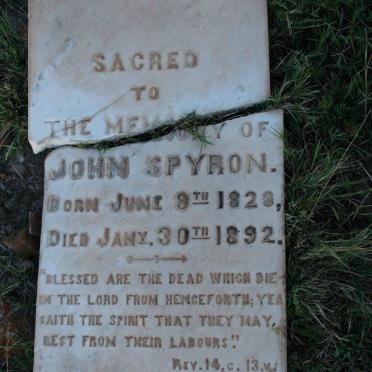 SACRED
TO
THE MEMORY OF
JOHN SPYRON.
BORN JUNE 9TH 1828,
DIED JANY. 30TH 1892.
"BLESSED ARE THE DEAD WHICH DIE
IN THE LORD FROM HENCEFORTH; YEA
SAITH THE SPIRIT THAT THEY MAY
REST FROM THEIR LABOURS"
REV. 14, C. 13, V.